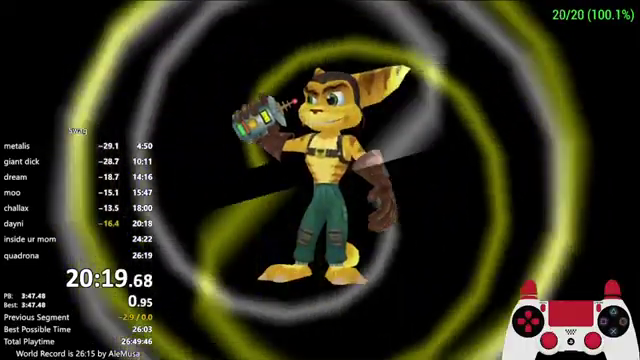 20/20 (100.1%)
swag
metalis −29.1 4:50
giant dick −28.7 10:11
dream −18.7 14:16
moo −15.1 15:47
challax −13.5 18:00
dayni −16.4 20:18
inside ur mom 24:22
quadrona 26:19
20:19.68
PB: 3:47.48
Best: 3:47.48
0.95
Previous Segment −2.9 / 0.0
Best Possible Time 26:03
Total Playtime 26:49:46
World Record is 26:15 by AleMusa